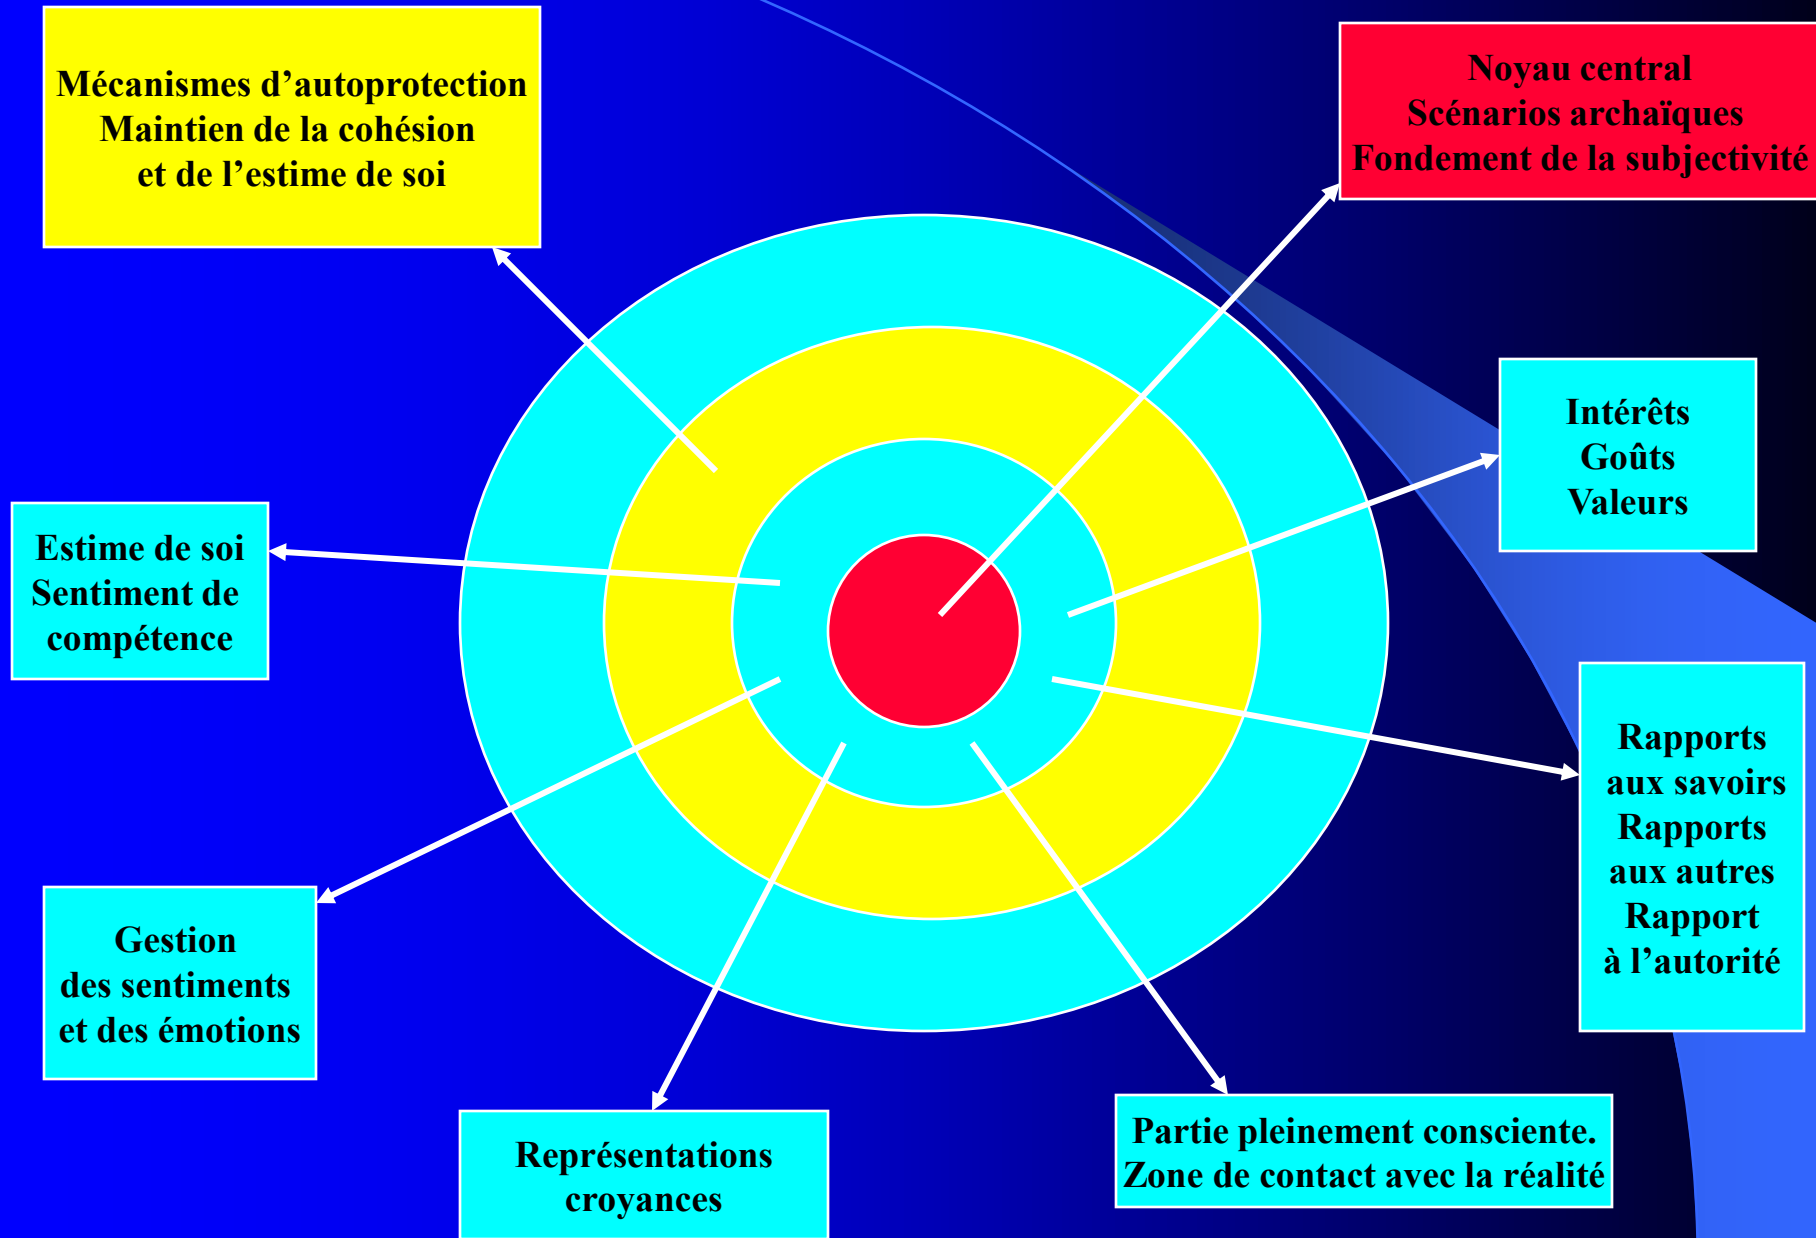 Mécanismes d’autoprotection
Maintien de la cohésion
et de l’estime de soi
Noyau central
Scénarios archaïques
Fondement de la subjectivité
Intérêts
Goûts
Valeurs
Estime de soi
Sentiment de
compétence
Rapports
aux savoirs
Rapports
aux autres
Rapport
à l’autorité
Gestion
des sentiments
et des émotions
Représentations
croyances
Partie pleinement consciente.
Zone de contact avec la réalité